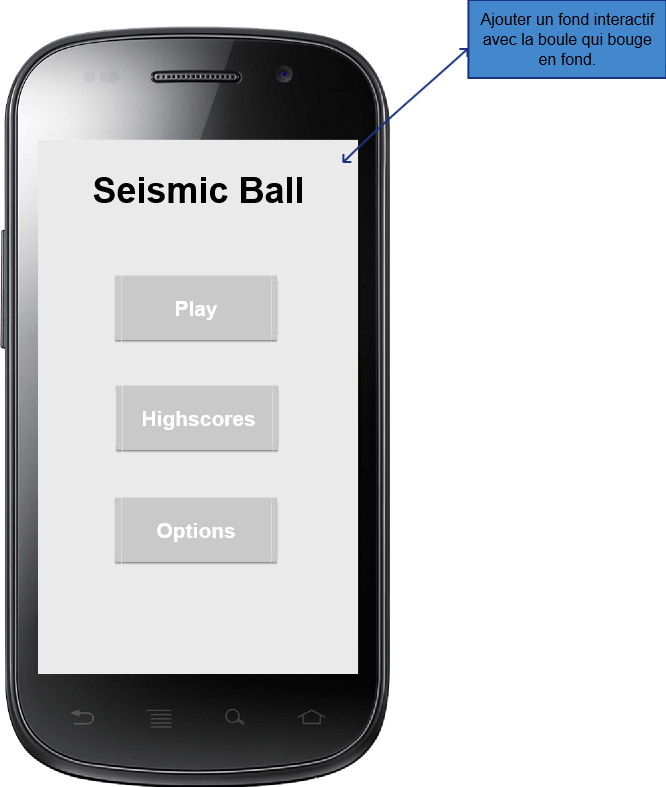 Ajouter un fond interactif
avec la boule qui bouge
en fond.
Seismic Ball
Play
Highscores
Options